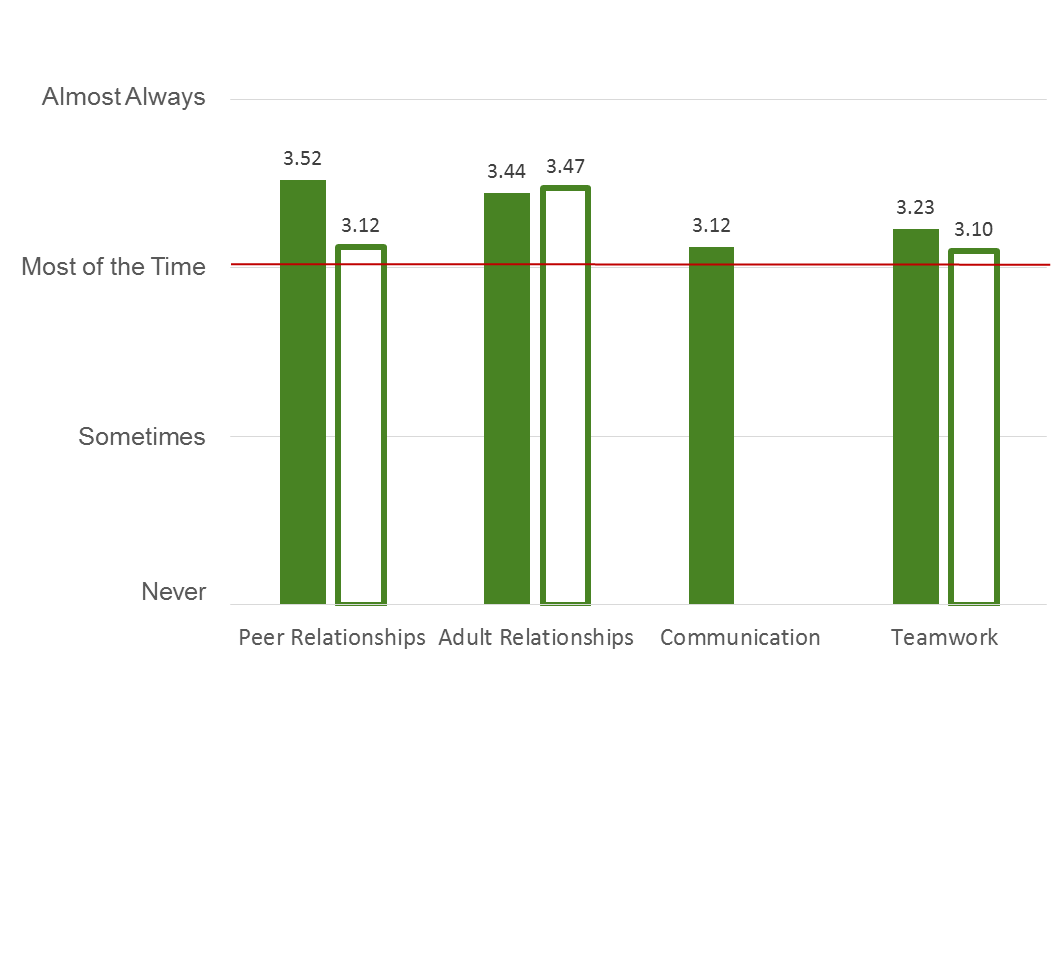 Almost Always
3.52
3.44
3.47
3.12
3.12
3.23
3.10
Most of the Time
Sometimes
Never
Peer Relationships
Adult Relationships
Communication
Teamwork